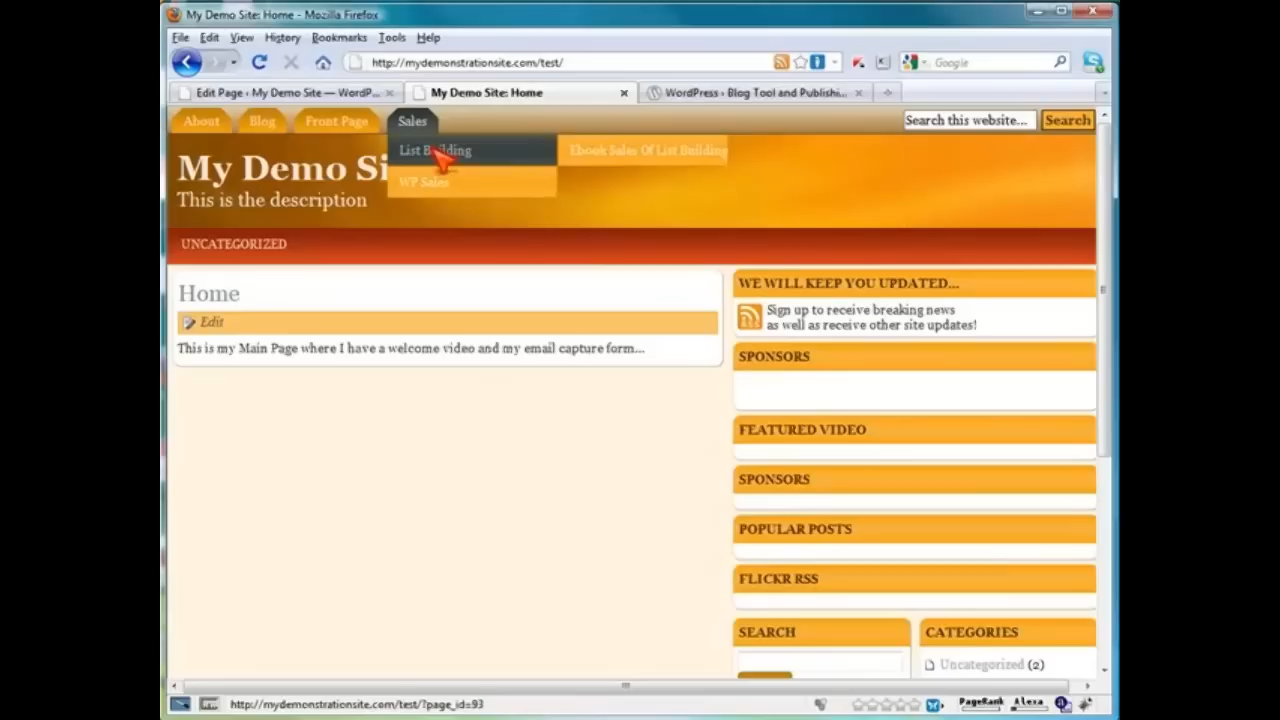 My Demo Site: Home - Mozilla Firefox
File Edit View History Bookmarks Tools Help
http://mydemonstrationsite.com/test/
Google
Edit Page ‹ My Demo Site — WordP...
My Demo Site: Home
WordPress › Blog Tool and Publishi...
About Blog Front Page Sales
Search this website... Search
List Building
Ebook Sales Of List Building
WP Sales
My Demo Si
This is the description
UNCATEGORIZED
Home
Edit
This is my Main Page where I have a welcome video and my email capture form...
WE WILL KEEP YOU UPDATED...
Sign up to receive breaking news
as well as receive other site updates!
SPONSORS
FEATURED VIDEO
SPONSORS
POPULAR POSTS
FLICKR RSS
SEARCH
CATEGORIES
Uncategorized (2)
http://mydemonstrationsite.com/test/?page_id=93
PageRank Alexa